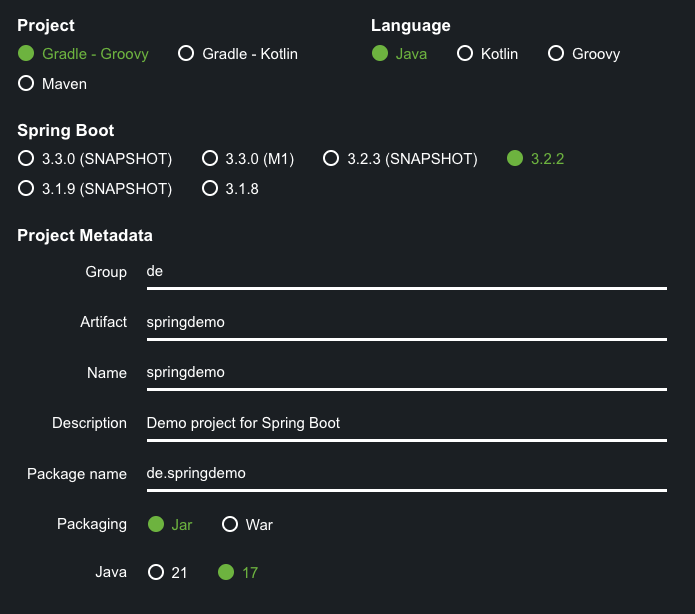 Project
Gradle - Groovy Gradle - Kotlin
Maven
Language
Java Kotlin Groovy
Spring Boot
3.3.0 (SNAPSHOT) 3.3.0 (M1) 3.2.3 (SNAPSHOT) 3.2.2
3.1.9 (SNAPSHOT) 3.1.8
Project Metadata
Group de
Artifact springdemo
Name springdemo
Description Demo project for Spring Boot
Package name de.springdemo
Packaging Jar War
Java 21 17